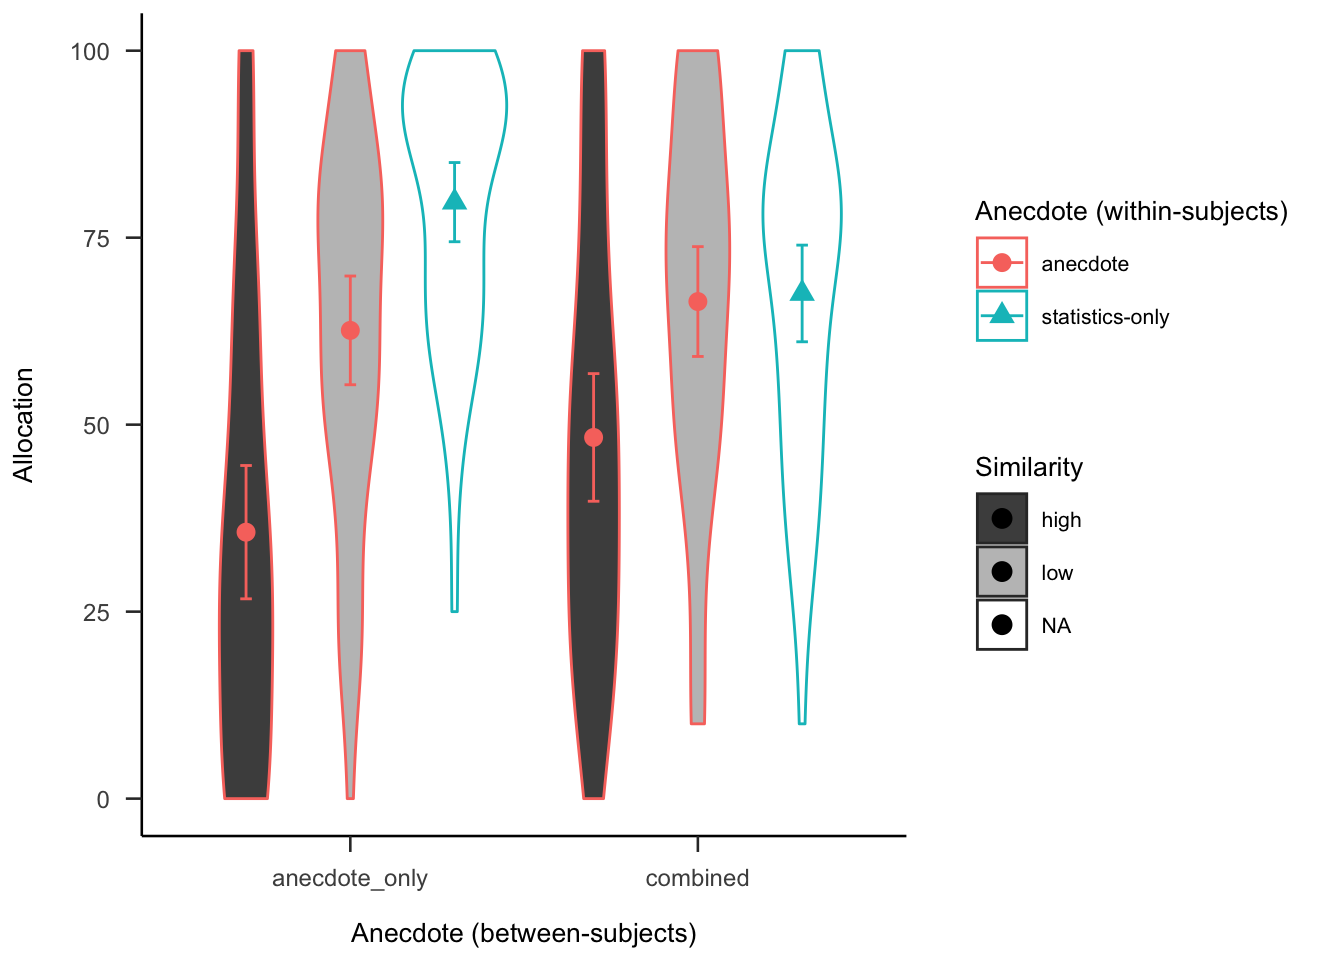 100
75
50
25
0
Allocation
anecdote_only
combined
Anecdote (between-subjects)
Anecdote (within-subjects)
anecdote
statistics-only
Similarity
high
low
NA